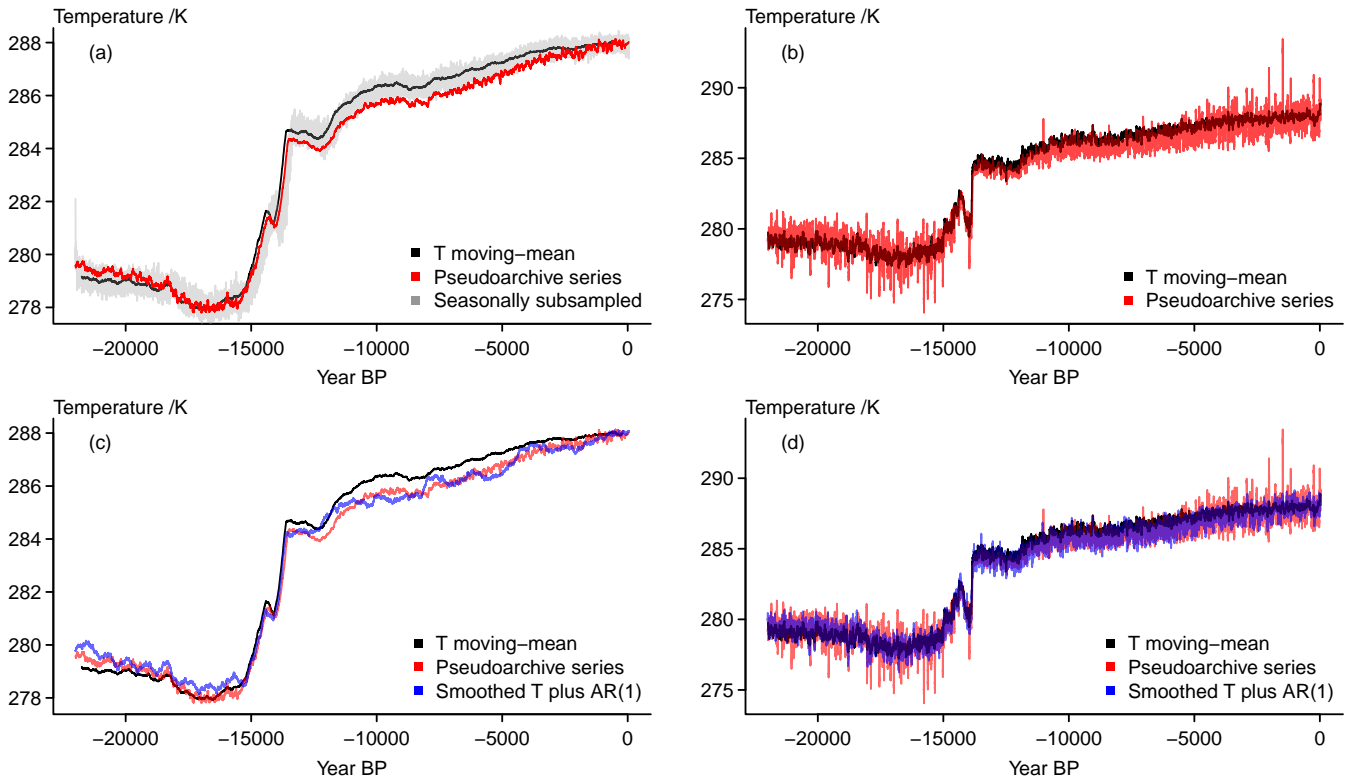 Temperature /K
(a)
288
286
284
282
280
278
T moving−mean
Pseudoarchive series
Seasonally subsampled
−20000 −15000 −10000 −5000 0
Year BP
Temperature /K
(b)
290
285
280
275
T moving−mean
Pseudoarchive series
−20000 −15000 −10000 −5000 0
Year BP
Temperature /K
(c)
288
286
284
282
280
278
T moving−mean
Pseudoarchive series
Smoothed T plus AR(1)
−20000 −15000 −10000 −5000 0
Year BP
Temperature /K
(d)
290
285
280
275
T moving−mean
Pseudoarchive series
Smoothed T plus AR(1)
−20000 −15000 −10000 −5000 0
Year BP